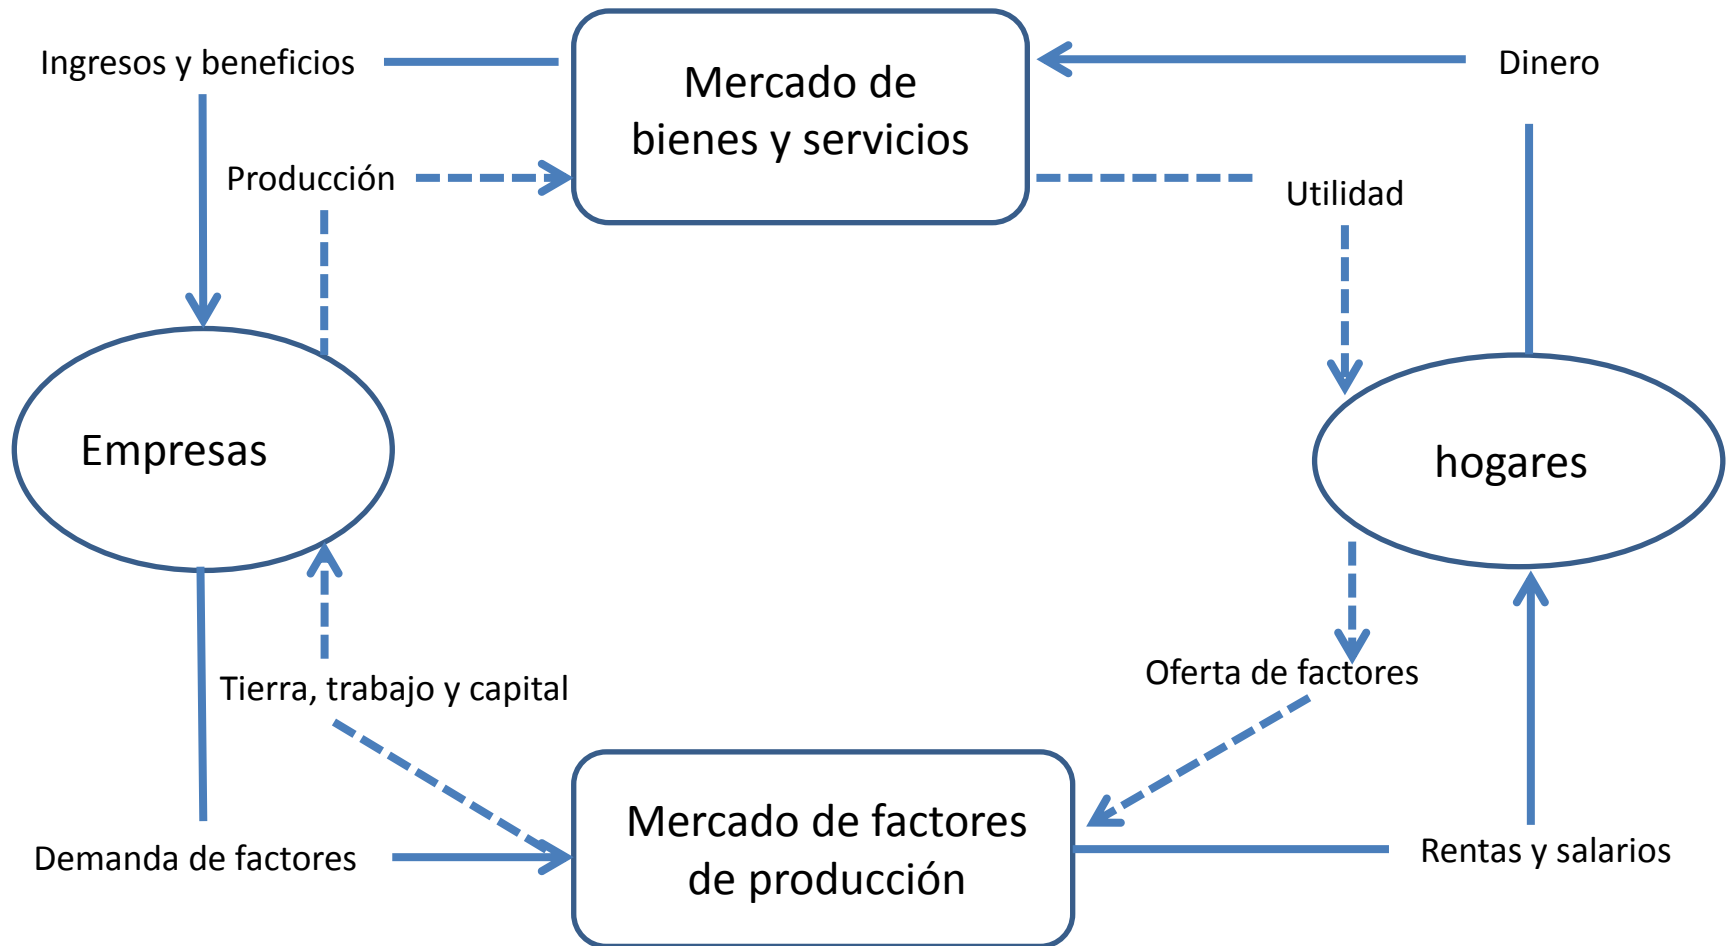 Ingresos y beneficios
Mercado de
bienes y servicios
Dinero
Producción
Utilidad
Empresas
hogares
Tierra, trabajo y capital
Oferta de factores
Demanda de factores
Mercado de factores
de producción
Rentas y salarios